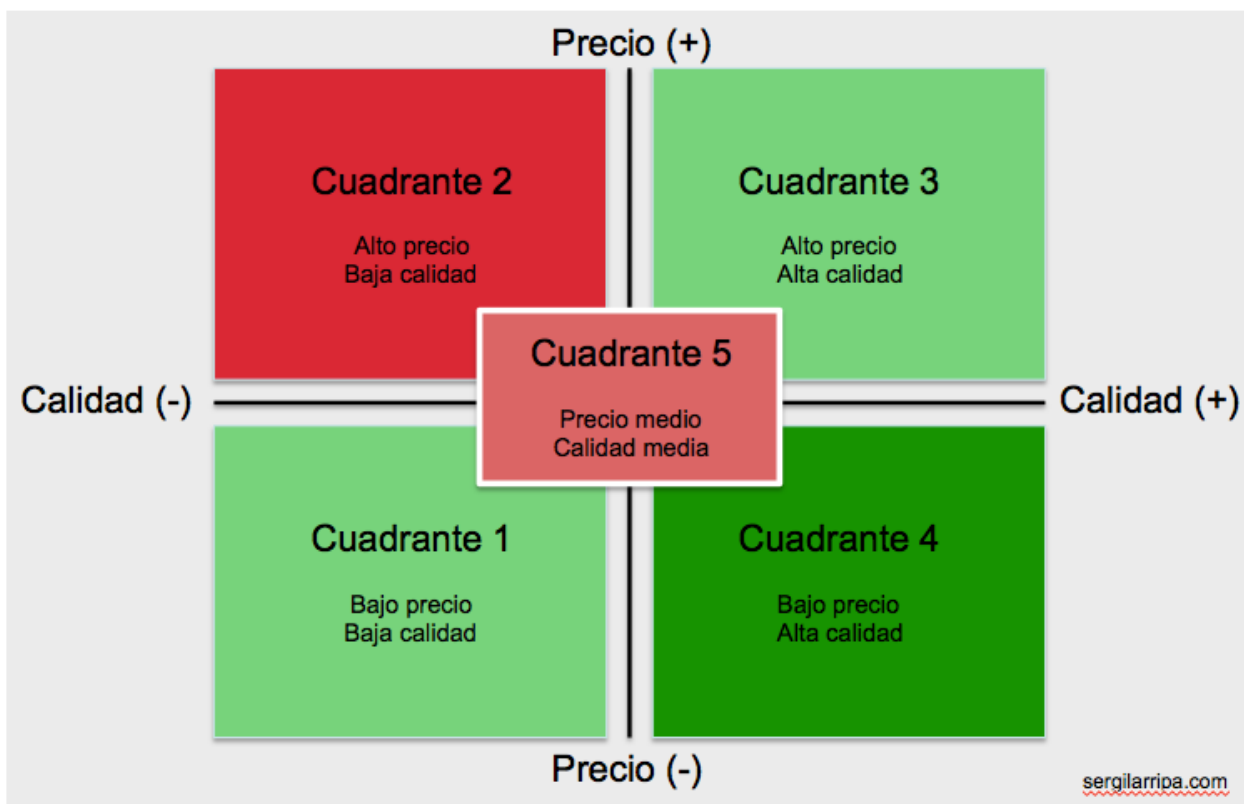 Precio (+)
Cuadrante 2
Alto precio
Baja calidad
Cuadrante 3
Alto precio
Alta calidad
Calidad (-)
Cuadrante 5
Precio medio
Calidad media
Calidad (+)
Cuadrante 1
Bajo precio
Baja calidad
Cuadrante 4
Bajo precio
Alta calidad
Precio (-)
sergilarripa.com